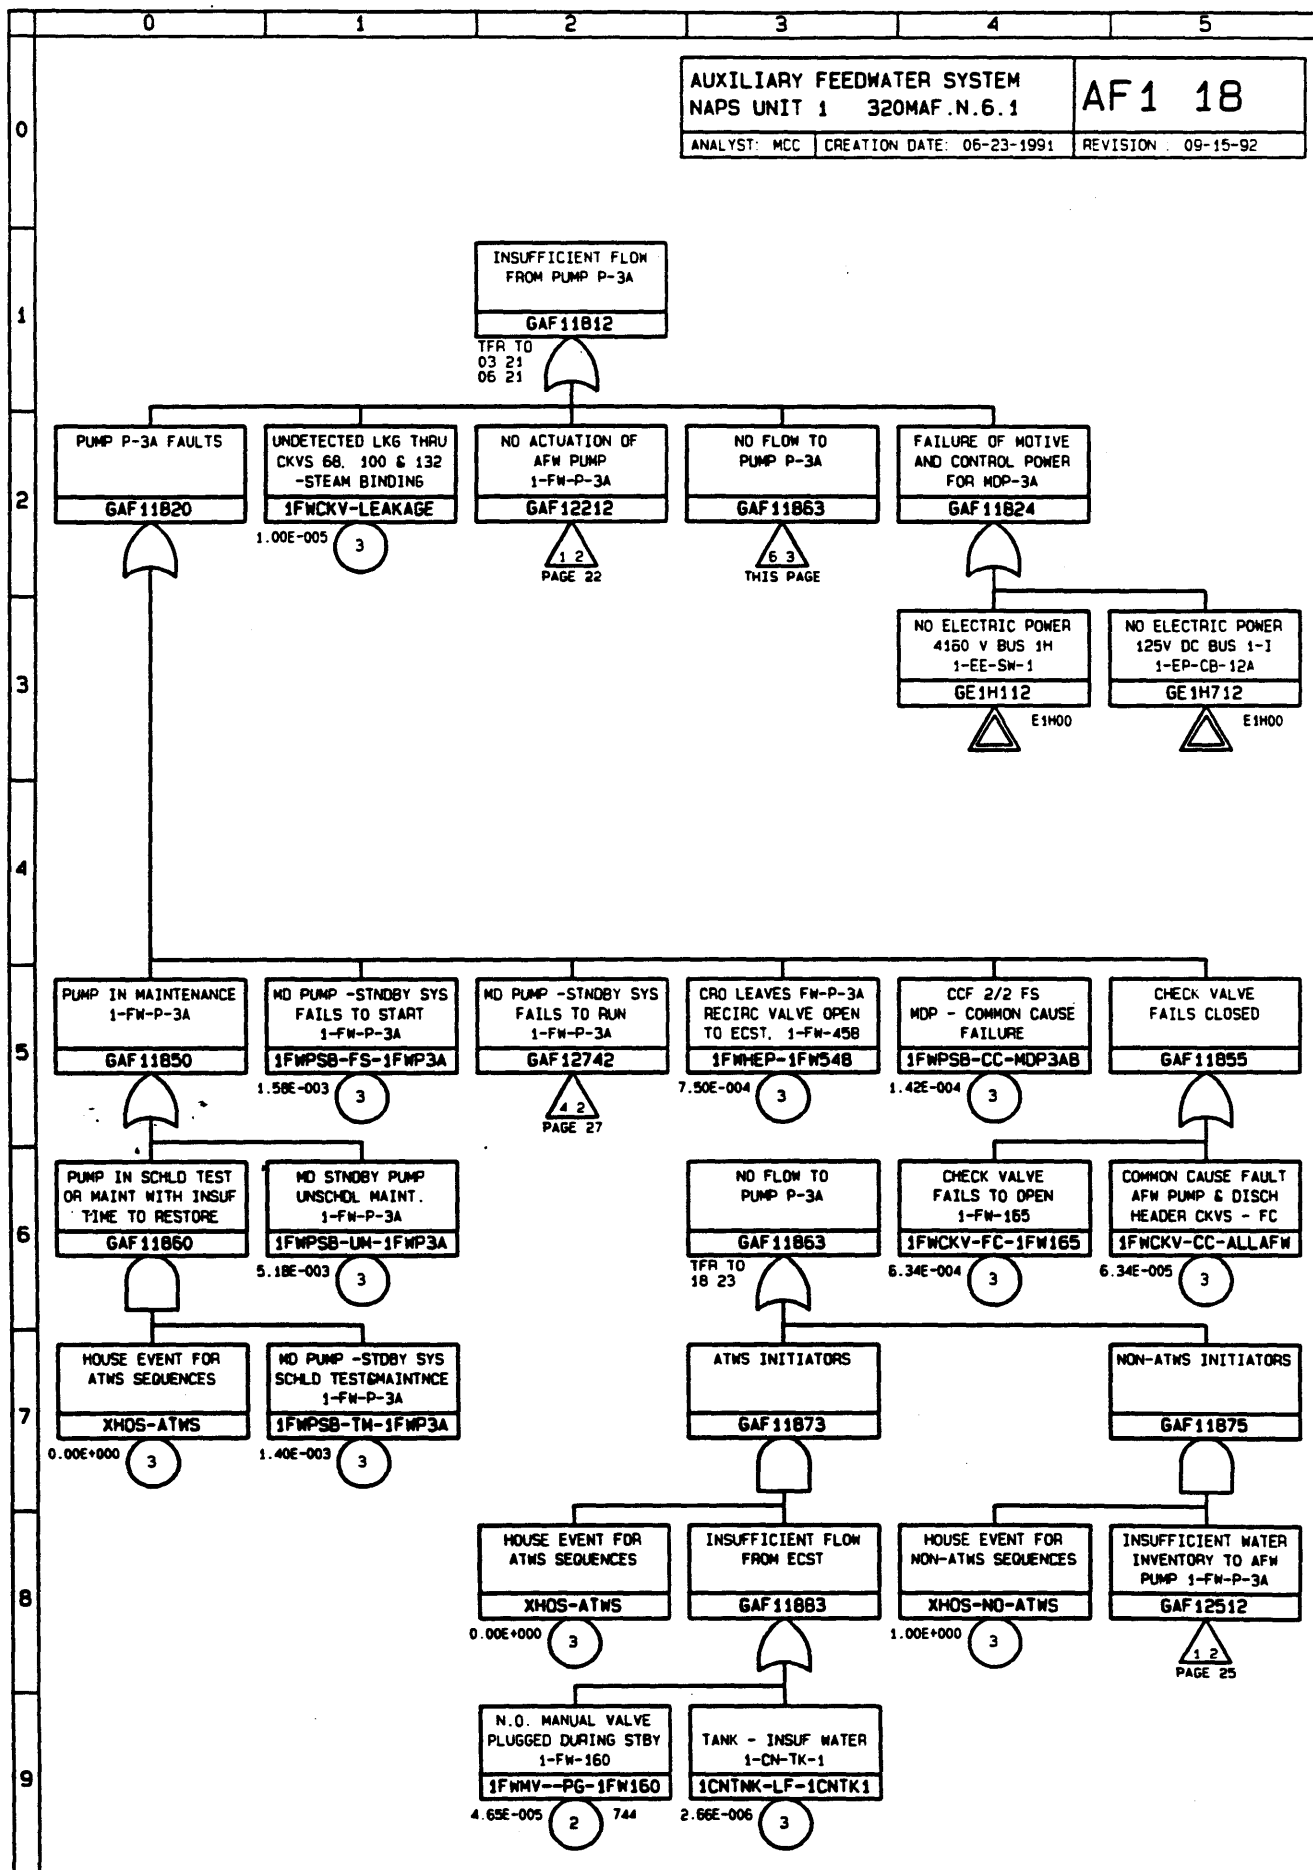 0 1 2 3 4 5
AUXILIARY FEEDWATER SYSTEM
NAPS UNIT 1 320MAF.N.6.1
AF1 18
ANALYST: MCC
CREATION DATE: 06-23-1991
REVISION : 09-15-92
0
1
INSUFFICIENT FLOW
FROM PUMP P-3A
GAF11812
TFR TO
03 21
06 21
2
PUMP P-3A FAULTS
GAF11820
UNDETECTED LKG THRU
CKVS 68, 100 & 132
-STEAM BINDING
1FWCKV-LEAKAGE
1.00E-005
3
NO ACTUATION OF
AFW PUMP
1-FW-P-3A
GAF12212
1 2
PAGE 22
NO FLOW TO
PUMP P-3A
GAF11863
6 3
THIS PAGE
FAILURE OF MOTIVE
AND CONTROL POWER
FOR MDP-3A
GAF11824
3
NO ELECTRIC POWER
4160 V BUS 1H
1-EE-SW-1
GE1H112
E1H00
NO ELECTRIC POWER
125V DC BUS 1-I
1-EP-CB-12A
GE1H712
E1H00
4
5
PUMP IN MAINTENANCE
1-FW-P-3A
GAF11850
MD PUMP -STNDBY SYS
FAILS TO START
1-FW-P-3A
1FWPSB-FS-1FWP3A
1.58E-003
3
MD PUMP -STNDBY SYS
FAILS TO RUN
1-FW-P-3A
GAF12742
4 2
PAGE 27
CRO LEAVES FW-P-3A
RECIRC VALVE OPEN
TO ECST, 1-FW-458
1FWHEP-1FW548
7.50E-004
3
CCF 2/2 FS
MDP - COMMON CAUSE
FAILURE
1FWPSB-CC-MDP3AB
1.42E-004
3
CHECK VALVE
FAILS CLOSED
GAF11855
6
PUMP IN SCHLD TEST
OR MAINT WITH INSUF
TIME TO RESTORE
GAF11860
MD STNDBY PUMP
UNSCHDL MAINT.
1-FW-P-3A
1FWPSB-UM-1FWP3A
5.18E-003
3
NO FLOW TO
PUMP P-3A
GAF11863
TFR TO
18 23
CHECK VALVE
FAILS TO OPEN
1-FW-165
1FWCKV-FC-1FW165
6.34E-004
3
COMMON CAUSE FAULT
AFW PUMP & DISCH
HEADER CKVS - FC
1FWCKV-CC-ALLAFW
6.34E-005
3
7
HOUSE EVENT FOR
ATWS SEQUENCES
XHOS-ATWS
0.00E+000
3
MD PUMP -STDBY SYS
SCHLD TEST&MAINTNCE
1-FW-P-3A
1FWPSB-TM-1FWP3A
1.40E-003
3
ATWS INITIATORS
GAF11873
NON-ATWS INITIATORS
GAF11875
8
HOUSE EVENT FOR
ATWS SEQUENCES
XHOS-ATWS
0.00E+000
3
INSUFFICIENT FLOW
FROM ECST
GAF11883
HOUSE EVENT FOR
NON-ATWS SEQUENCES
XHOS-NO-ATWS
1.00E+000
3
INSUFFICIENT WATER
INVENTORY TO AFW
PUMP 1-FW-P-3A
GAF12512
1 2
PAGE 25
9
N.O. MANUAL VALVE
PLUGGED DURING STBY
1-FW-160
1FWMV--PG-1FW160
4.65E-005
2
744
TANK - INSUF WATER
1-CN-TK-1
1CNTNK-LF-1CNTK1
2.66E-006
3